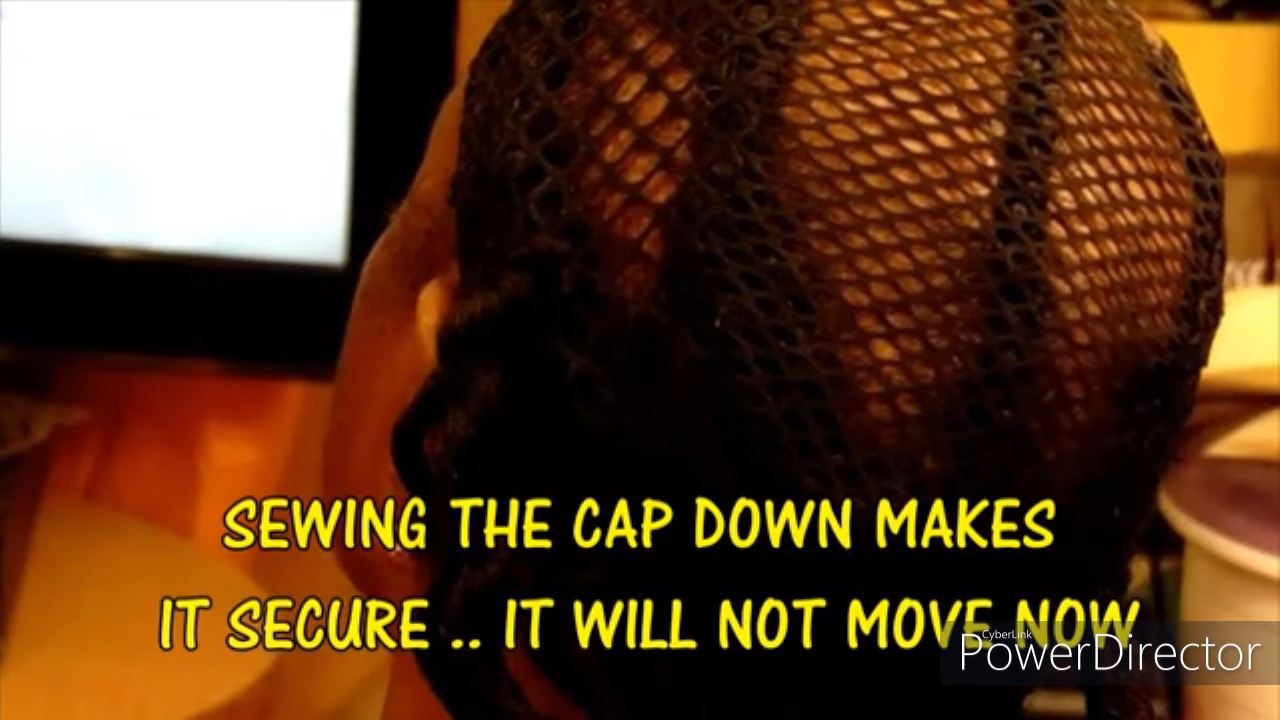 SEWING THE CAP DOWN MAKES
IT SECURE .. IT WILL NOT MOVE NOW
CyberLink
PowerDirector